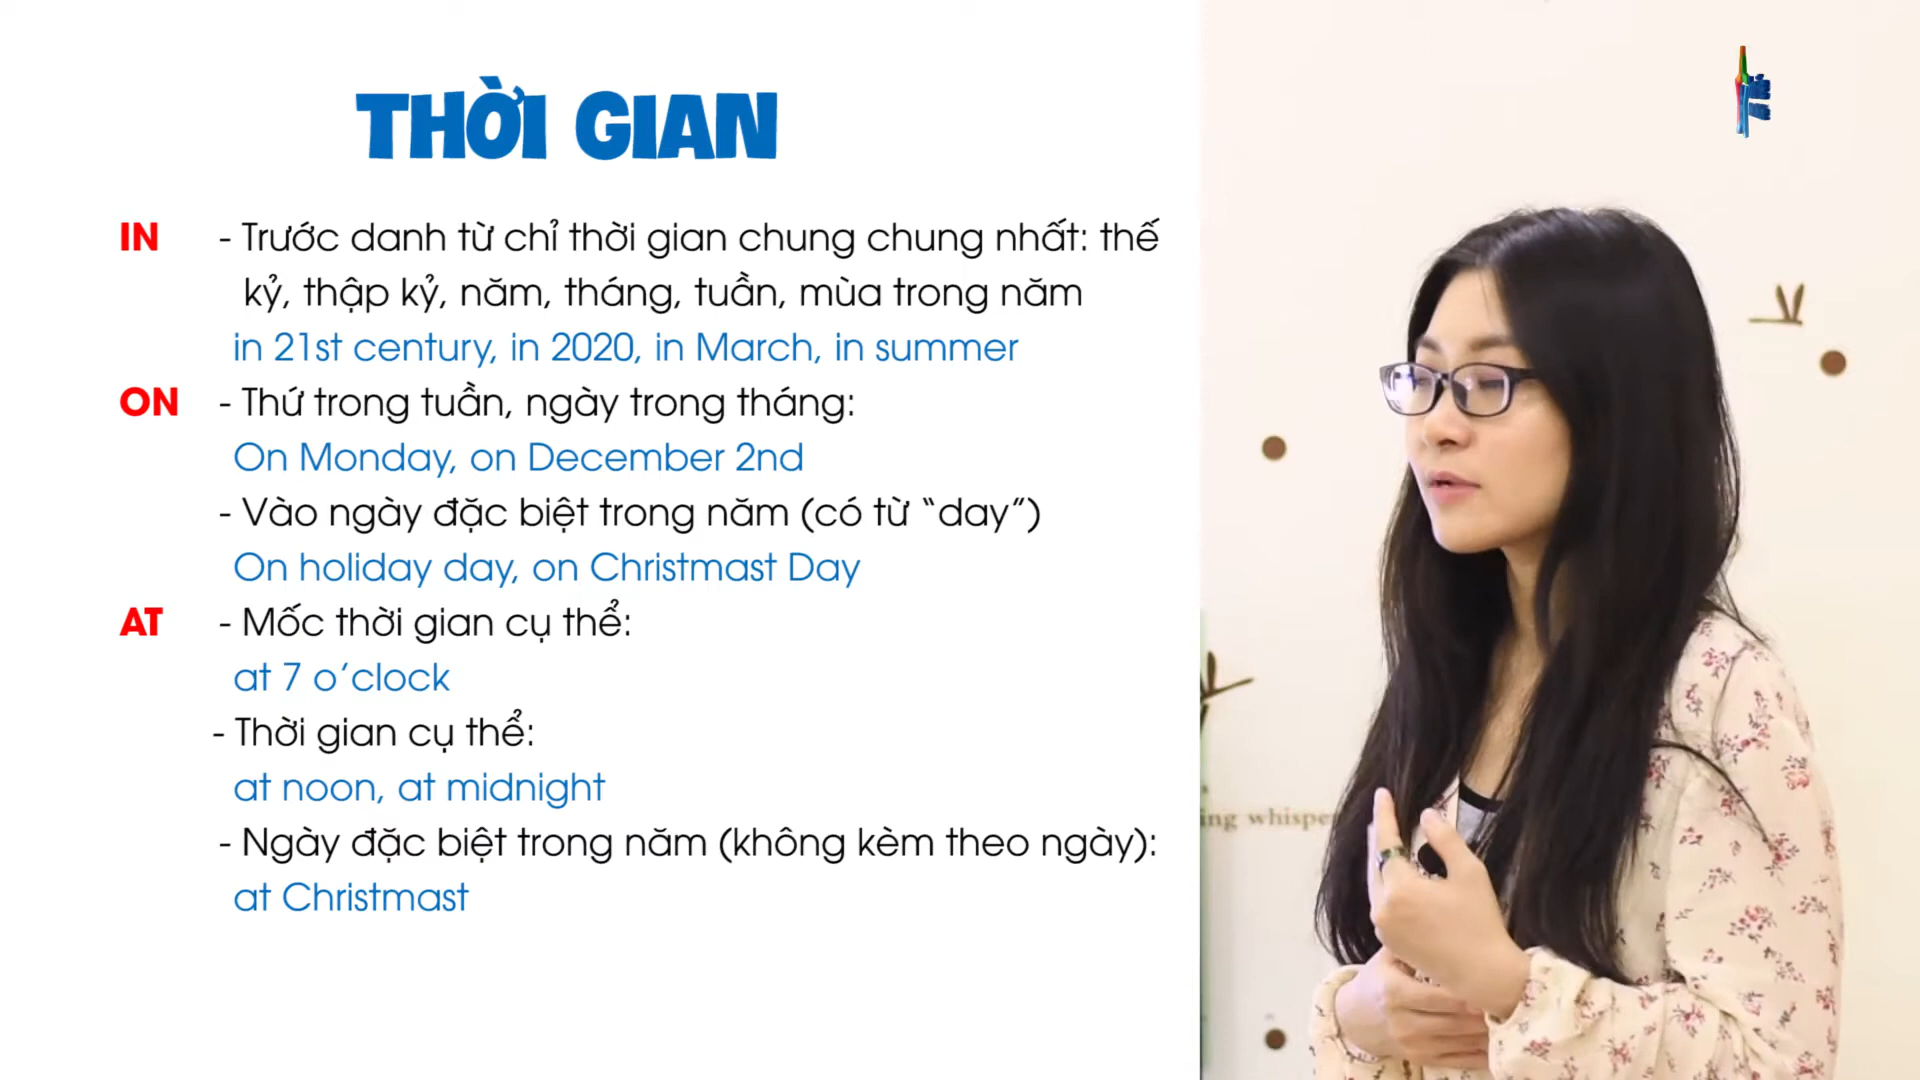 THỜI GIAN
IN - Trước danh từ chỉ thời gian chung chung nhất: thế
kỷ, thập kỷ, năm, tháng, tuần, mùa trong năm
in 21st century, in 2020, in March, in summer
ON - Thứ trong tuần, ngày trong tháng:
On Monday, on December 2nd
- Vào ngày đặc biệt trong năm (có từ “day”)
On holiday day, on Christmast Day
AT - Mốc thời gian cụ thể:
at 7 o’clock
- Thời gian cụ thể:
at noon, at midnight
- Ngày đặc biệt trong năm (không kèm theo ngày):
at Christmast